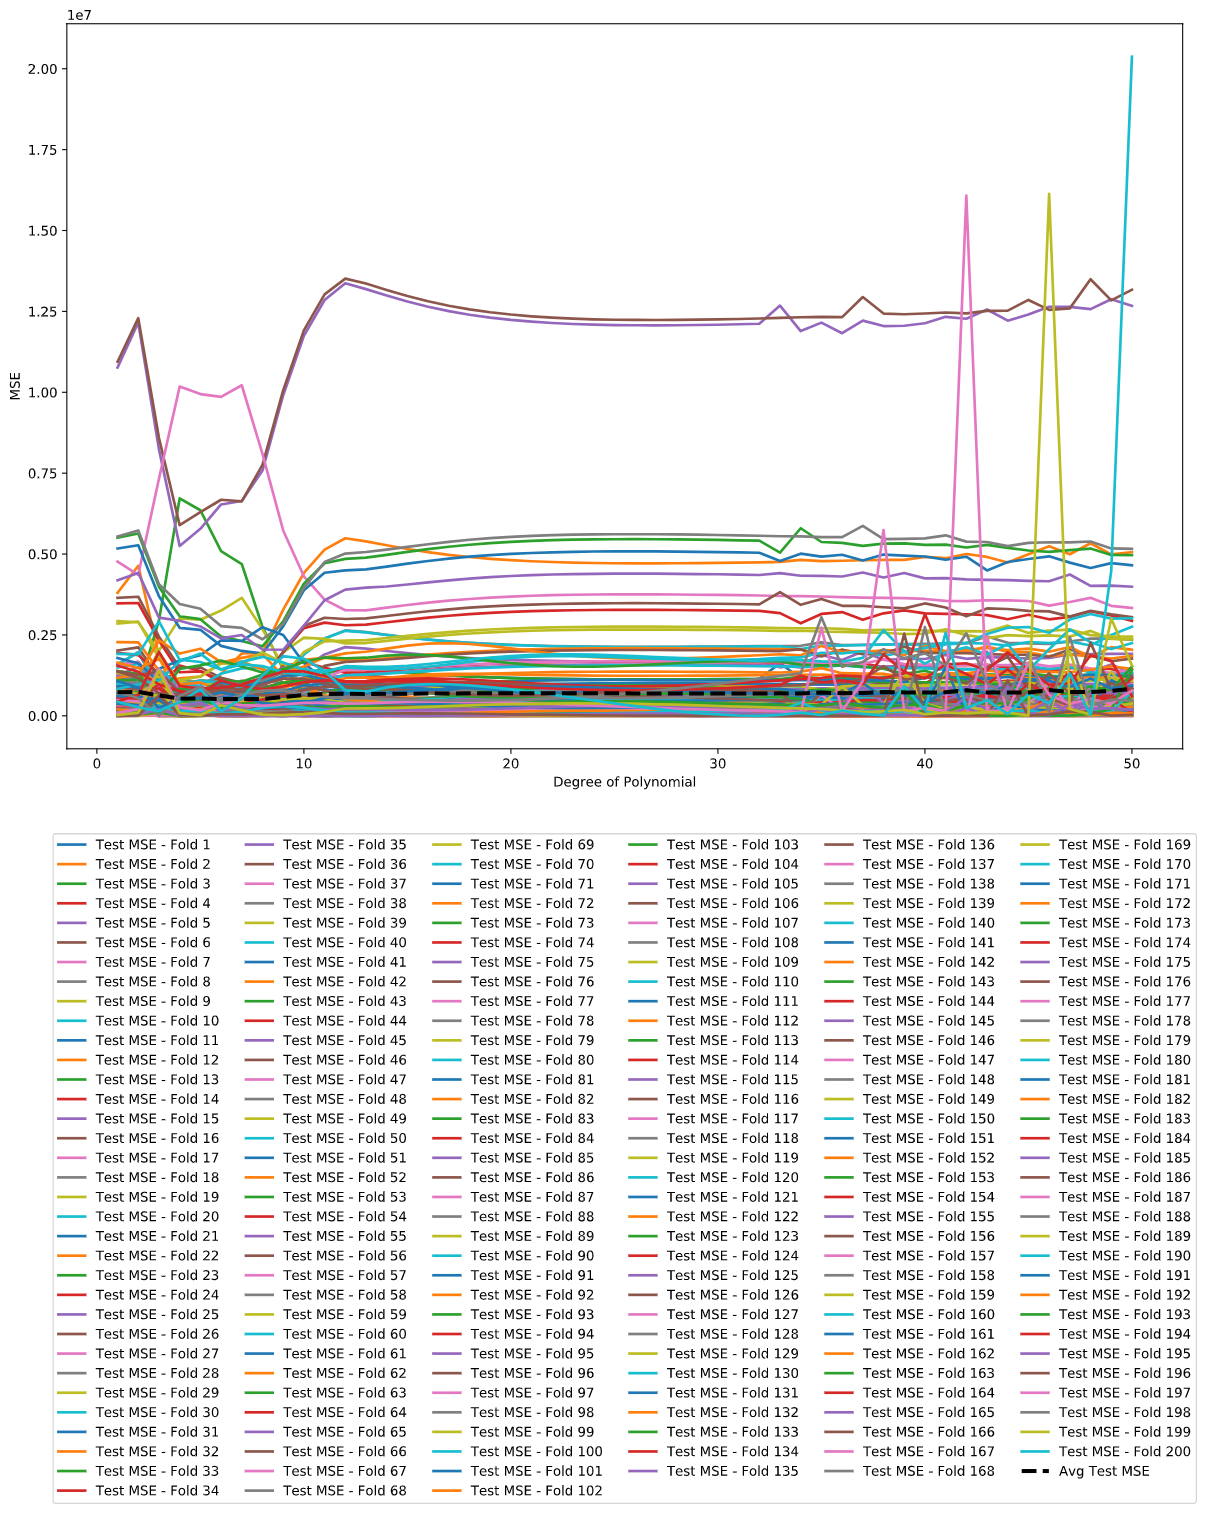 1e7
2.00
1.75
1.50
1.25
1.00
0.75
0.50
0.25
0.00
MSE
0 10 20 30 40 50
Degree of Polynomial
Test MSE - Fold 1 Test MSE - Fold 35 Test MSE - Fold 69 Test MSE - Fold 103 Test MSE - Fold 136 Test MSE - Fold 169
Test MSE - Fold 2 Test MSE - Fold 36 Test MSE - Fold 70 Test MSE - Fold 104 Test MSE - Fold 137 Test MSE - Fold 170
Test MSE - Fold 3 Test MSE - Fold 37 Test MSE - Fold 71 Test MSE - Fold 105 Test MSE - Fold 138 Test MSE - Fold 171
Test MSE - Fold 4 Test MSE - Fold 38 Test MSE - Fold 72 Test MSE - Fold 106 Test MSE - Fold 139 Test MSE - Fold 172
Test MSE - Fold 5 Test MSE - Fold 39 Test MSE - Fold 73 Test MSE - Fold 107 Test MSE - Fold 140 Test MSE - Fold 173
Test MSE - Fold 6 Test MSE - Fold 40 Test MSE - Fold 74 Test MSE - Fold 108 Test MSE - Fold 141 Test MSE - Fold 174
Test MSE - Fold 7 Test MSE - Fold 41 Test MSE - Fold 75 Test MSE - Fold 109 Test MSE - Fold 142 Test MSE - Fold 175
Test MSE - Fold 8 Test MSE - Fold 42 Test MSE - Fold 76 Test MSE - Fold 110 Test MSE - Fold 143 Test MSE - Fold 176
Test MSE - Fold 9 Test MSE - Fold 43 Test MSE - Fold 77 Test MSE - Fold 111 Test MSE - Fold 144 Test MSE - Fold 177
Test MSE - Fold 10 Test MSE - Fold 44 Test MSE - Fold 78 Test MSE - Fold 112 Test MSE - Fold 145 Test MSE - Fold 178
Test MSE - Fold 11 Test MSE - Fold 45 Test MSE - Fold 79 Test MSE - Fold 113 Test MSE - Fold 146 Test MSE - Fold 179
Test MSE - Fold 12 Test MSE - Fold 46 Test MSE - Fold 80 Test MSE - Fold 114 Test MSE - Fold 147 Test MSE - Fold 180
Test MSE - Fold 13 Test MSE - Fold 47 Test MSE - Fold 81 Test MSE - Fold 115 Test MSE - Fold 148 Test MSE - Fold 181
Test MSE - Fold 14 Test MSE - Fold 48 Test MSE - Fold 82 Test MSE - Fold 116 Test MSE - Fold 149 Test MSE - Fold 182
Test MSE - Fold 15 Test MSE - Fold 49 Test MSE - Fold 83 Test MSE - Fold 117 Test MSE - Fold 150 Test MSE - Fold 183
Test MSE - Fold 16 Test MSE - Fold 50 Test MSE - Fold 84 Test MSE - Fold 118 Test MSE - Fold 151 Test MSE - Fold 184
Test MSE - Fold 17 Test MSE - Fold 51 Test MSE - Fold 85 Test MSE - Fold 119 Test MSE - Fold 152 Test MSE - Fold 185
Test MSE - Fold 18 Test MSE - Fold 52 Test MSE - Fold 86 Test MSE - Fold 120 Test MSE - Fold 153 Test MSE - Fold 186
Test MSE - Fold 19 Test MSE - Fold 53 Test MSE - Fold 87 Test MSE - Fold 121 Test MSE - Fold 154 Test MSE - Fold 187
Test MSE - Fold 20 Test MSE - Fold 54 Test MSE - Fold 88 Test MSE - Fold 122 Test MSE - Fold 155 Test MSE - Fold 188
Test MSE - Fold 21 Test MSE - Fold 55 Test MSE - Fold 89 Test MSE - Fold 123 Test MSE - Fold 156 Test MSE - Fold 189
Test MSE - Fold 22 Test MSE - Fold 56 Test MSE - Fold 90 Test MSE - Fold 124 Test MSE - Fold 157 Test MSE - Fold 190
Test MSE - Fold 23 Test MSE - Fold 57 Test MSE - Fold 91 Test MSE - Fold 125 Test MSE - Fold 158 Test MSE - Fold 191
Test MSE - Fold 24 Test MSE - Fold 58 Test MSE - Fold 92 Test MSE - Fold 126 Test MSE - Fold 159 Test MSE - Fold 192
Test MSE - Fold 25 Test MSE - Fold 59 Test MSE - Fold 93 Test MSE - Fold 127 Test MSE - Fold 160 Test MSE - Fold 193
Test MSE - Fold 26 Test MSE - Fold 60 Test MSE - Fold 94 Test MSE - Fold 128 Test MSE - Fold 161 Test MSE - Fold 194
Test MSE - Fold 27 Test MSE - Fold 61 Test MSE - Fold 95 Test MSE - Fold 129 Test MSE - Fold 162 Test MSE - Fold 195
Test MSE - Fold 28 Test MSE - Fold 62 Test MSE - Fold 96 Test MSE - Fold 130 Test MSE - Fold 163 Test MSE - Fold 196
Test MSE - Fold 29 Test MSE - Fold 63 Test MSE - Fold 97 Test MSE - Fold 131 Test MSE - Fold 164 Test MSE - Fold 197
Test MSE - Fold 30 Test MSE - Fold 64 Test MSE - Fold 98 Test MSE - Fold 132 Test MSE - Fold 165 Test MSE - Fold 198
Test MSE - Fold 31 Test MSE - Fold 65 Test MSE - Fold 99 Test MSE - Fold 133 Test MSE - Fold 166 Test MSE - Fold 199
Test MSE - Fold 32 Test MSE - Fold 66 Test MSE - Fold 100 Test MSE - Fold 134 Test MSE - Fold 167 Test MSE - Fold 200
Test MSE - Fold 33 Test MSE - Fold 67 Test MSE - Fold 101 Test MSE - Fold 135 Test MSE - Fold 168 Avg Test MSE
Test MSE - Fold 34 Test MSE - Fold 68 Test MSE - Fold 102